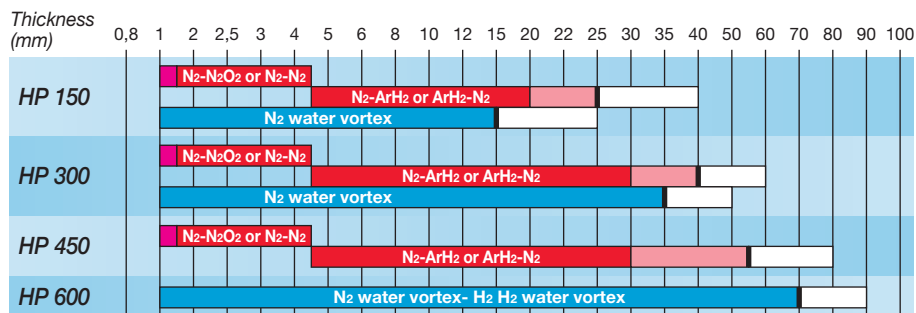 Thickness
(mm) 0,8 1 2 2,5 3 4 5 6 8 10 12 15 20 22 25 30 35 40 50 60 70 80 90 100
HP 150
N2-N2O2 or N2-N2
N2-ArH2 or ArH2-N2
N2 water vortex
HP 300
N2-N2O2 or N2-N2
N2-ArH2 or ArH2-N2
N2 water vortex
HP 450
N2-N2O2 or N2-N2
N2-ArH2 or ArH2-N2
HP 600
N2 water vortex- H2 H2 water vortex